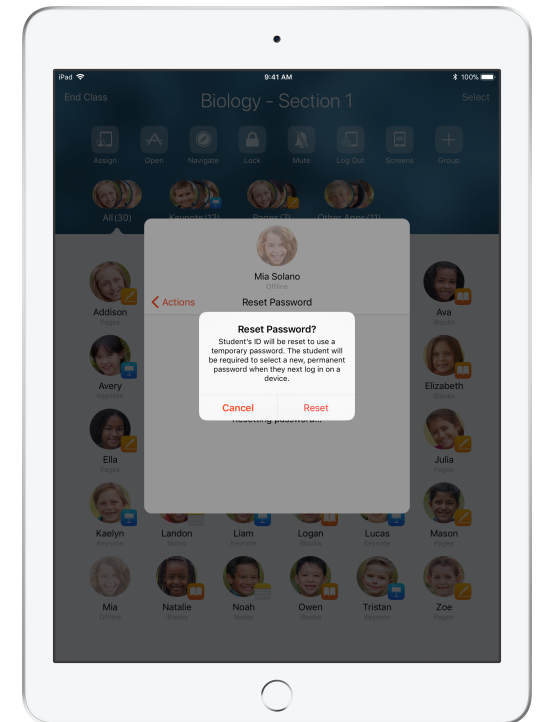 iPad 9:41 AM 100%
End Class Biology – Section 1 Select
Assign Open Navigate Lock Mute Log Out Screens Group
All (30) Keynote (13) Pages (7) Other Apps (11)
Mia Solano
Offline
Actions Reset Password
Addison Ava
Pages iBooks
Reset Password?
Student's ID will be reset to use a
temporary password. The student will
be required to select a new, permanent
password when they next log in on a
device.
Cancel Reset
Resetting password...
Avery Elizabeth
Keynote iBooks
Ella Julia
Pages Pages
Kaelyn Landon Liam Logan Lucas Mason
Keynote Notes Keynote iBooks Keynote Pages
Mia Natalie Noah Owen Tristan Zoe
Offline iBooks Notes iBooks Keynote Pages